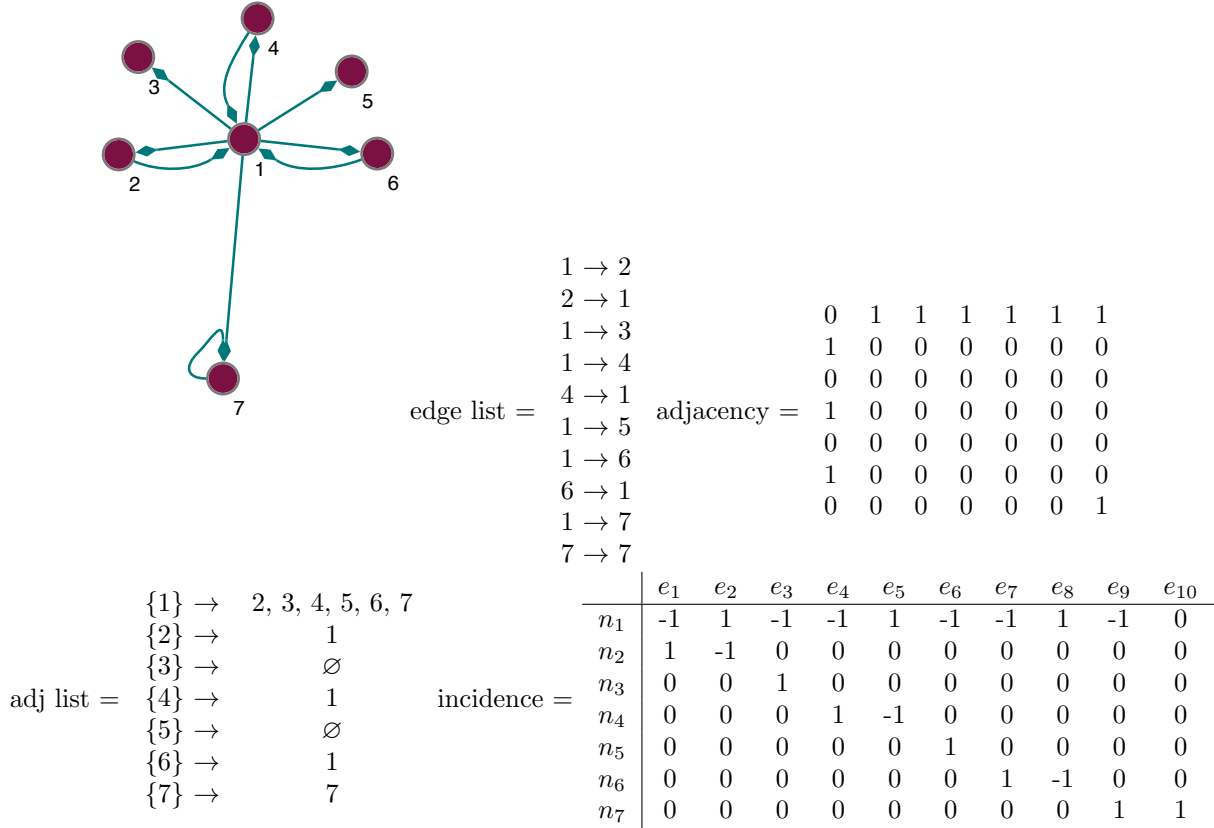 4
3
5
2
1
6
7
edge list =
1 → 2
2 → 1
1 → 3
1 → 4
4 → 1
1 → 5
1 → 6
6 → 1
1 → 7
7 → 7
adjacency =
0 1 1 1 1 1 1
1 0 0 0 0 0 0
0 0 0 0 0 0 0
1 0 0 0 0 0 0
0 0 0 0 0 0 0
1 0 0 0 0 0 0
0 0 0 0 0 0 1
adj list =
{1} → 2, 3, 4, 5, 6, 7
{2} → 1
{3} → ∅
{4} → 1
{5} → ∅
{6} → 1
{7} → 7
incidence =
e₁ e₂ e₃ e₄ e₅ e₆ e₇ e₈ e₉ e₁₀
n₁ -1 1 -1 -1 1 -1 -1 1 -1 0
n₂ 1 -1 0 0 0 0 0 0 0 0
n₃ 0 0 1 0 0 0 0 0 0 0
n₄ 0 0 0 1 -1 0 0 0 0 0
n₅ 0 0 0 0 0 1 0 0 0 0
n₆ 0 0 0 0 0 0 1 -1 0 0
n₇ 0 0 0 0 0 0 0 0 1 1